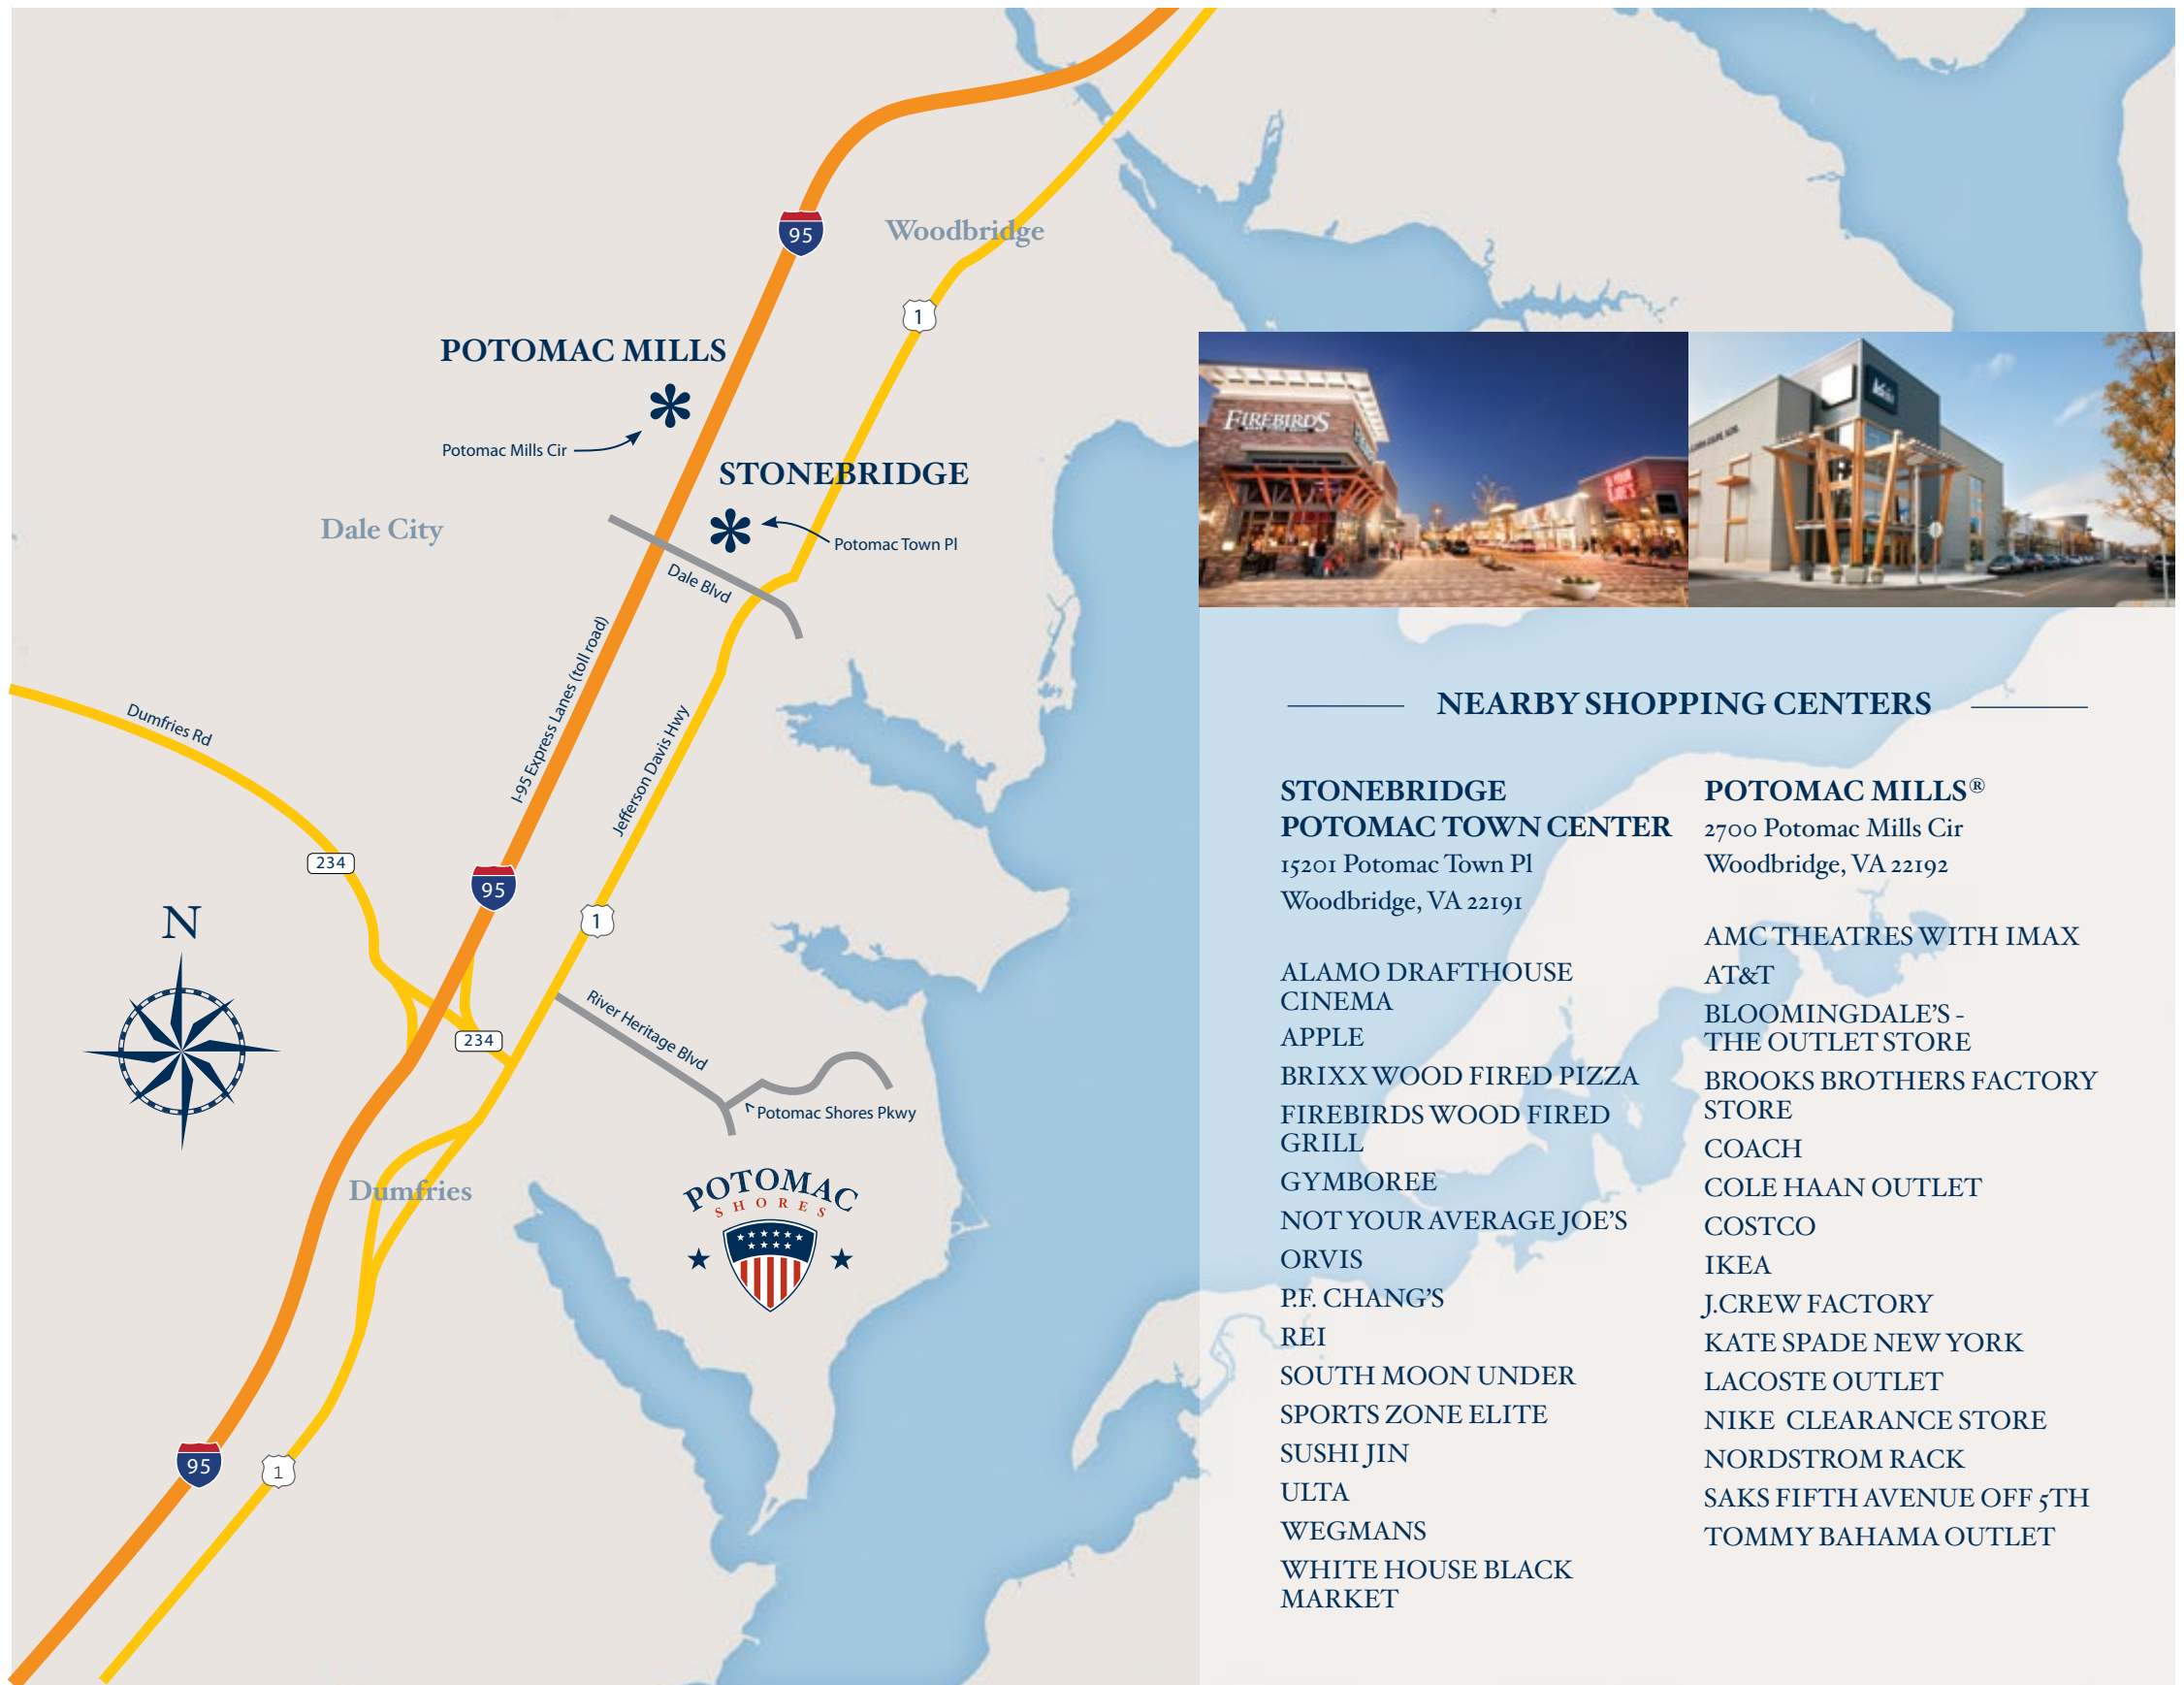 95
Woodbridge
1
POTOMAC MILLS
Potomac Mills Cir
STONEBRIDGE
Potomac Town Pl
Dale City
Dale Blvd
I-95 Express Lanes (toll road)
Jefferson Davis Hwy
Dumfries Rd
234
95
1
N
234
River Heritage Blvd
Potomac Shores Pkwy
Dumfries
POTOMAC
SHORES
95
1
FIREBIRDS
NEARBY SHOPPING CENTERS
STONEBRIDGE
POTOMAC TOWN CENTER
15201 Potomac Town Pl
Woodbridge, VA 22191
ALAMO DRAFTHOUSE
CINEMA
APPLE
BRIXX WOOD FIRED PIZZA
FIREBIRDS WOOD FIRED
GRILL
GYMBOREE
NOT YOUR AVERAGE JOE'S
ORVIS
P.F. CHANG'S
REI
SOUTH MOON UNDER
SPORTS ZONE ELITE
SUSHI JIN
ULTA
WEGMANS
WHITE HOUSE BLACK
MARKET
POTOMAC MILLS®
2700 Potomac Mills Cir
Woodbridge, VA 22192
AMC THEATRES WITH IMAX
AT&T
BLOOMINGDALE'S -
THE OUTLET STORE
BROOKS BROTHERS FACTORY
STORE
COACH
COLE HAAN OUTLET
COSTCO
IKEA
J.CREW FACTORY
KATE SPADE NEW YORK
LACOSTE OUTLET
NIKE CLEARANCE STORE
NORDSTROM RACK
SAKS FIFTH AVENUE OFF 5TH
TOMMY BAHAMA OUTLET